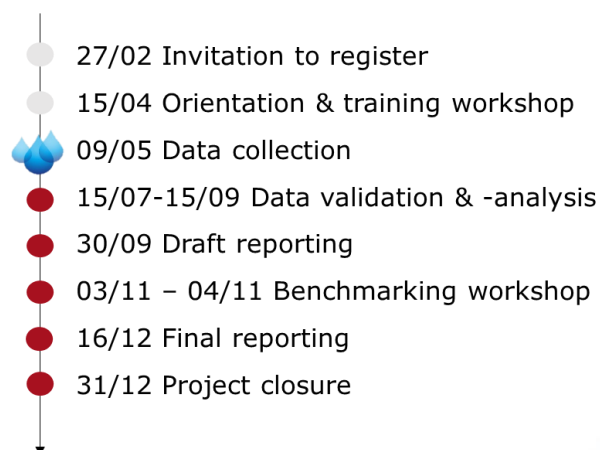 27/02 Invitation to register
15/04 Orientation & training workshop
09/05 Data collection
15/07-15/09 Data validation & -analysis
30/09 Draft reporting
03/11 – 04/11 Benchmarking workshop
16/12 Final reporting
31/12 Project closure